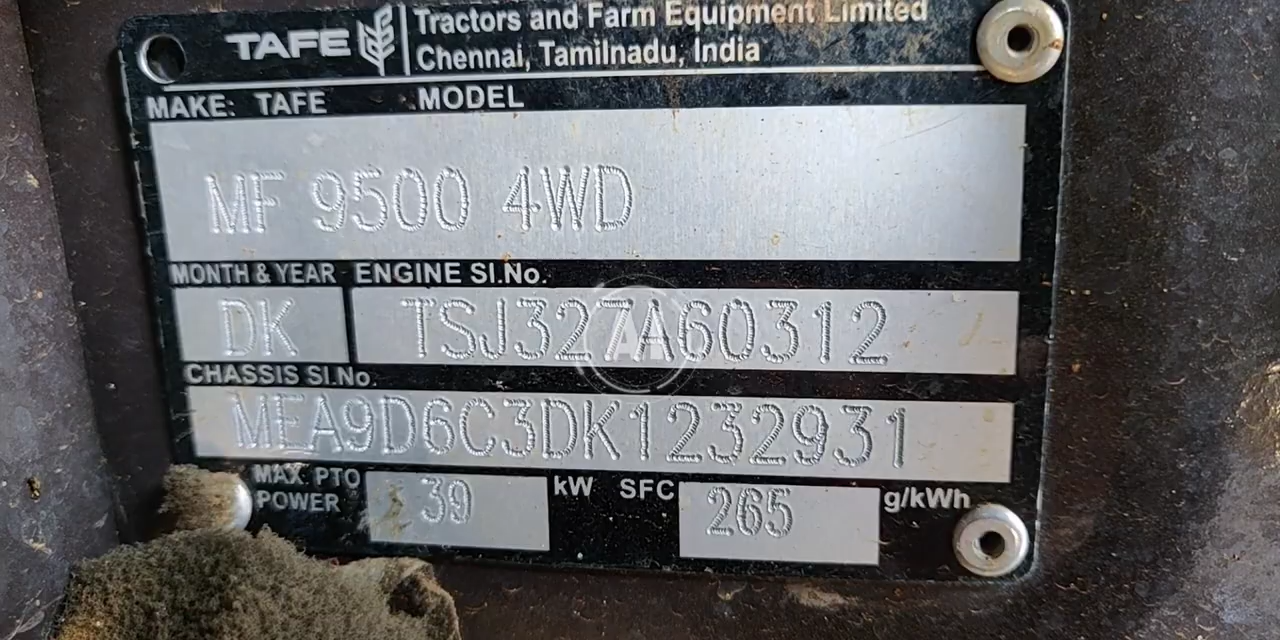 TAFE
Tractors and Farm Equipment Limited
Chennai, Tamilnadu, India
MAKE: TAFE MODEL
MF 9500 4WD
MONTH & YEAR ENGINE Sl.No.
DK TSJ327A60312
CHASSIS Sl.No.
MEA9D6C3DK1232931
MAX PTO POWER 39 kW SFC 265 g/kWh